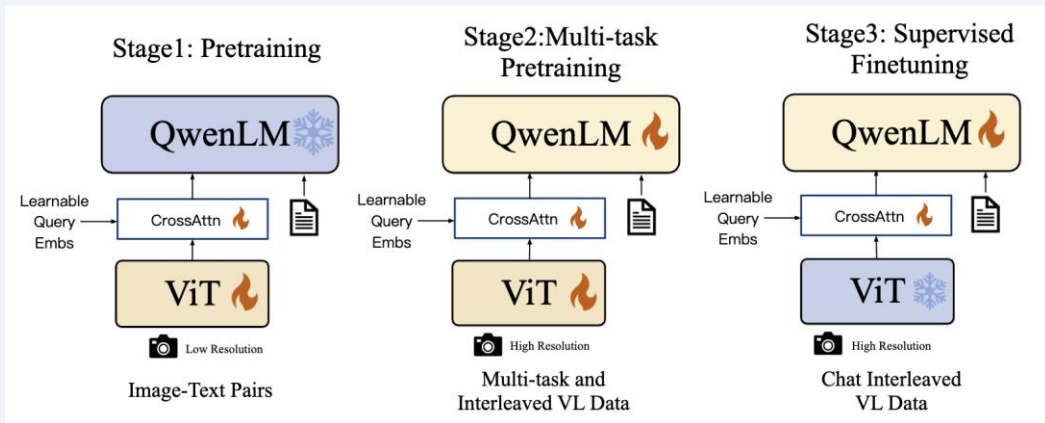 Stage1: Pretraining
QwenLM
Learnable
Query
Embs
CrossAttn
ViT
Low Resolution
Image-Text Pairs
Stage2:Multi-task
Pretraining
QwenLM
Learnable
Query
Embs
CrossAttn
ViT
High Resolution
Multi-task and
Interleaved VL Data
Stage3: Supervised
Finetuning
QwenLM
Learnable
Query
Embs
CrossAttn
ViT
High Resolution
Chat Interleaved
VL Data